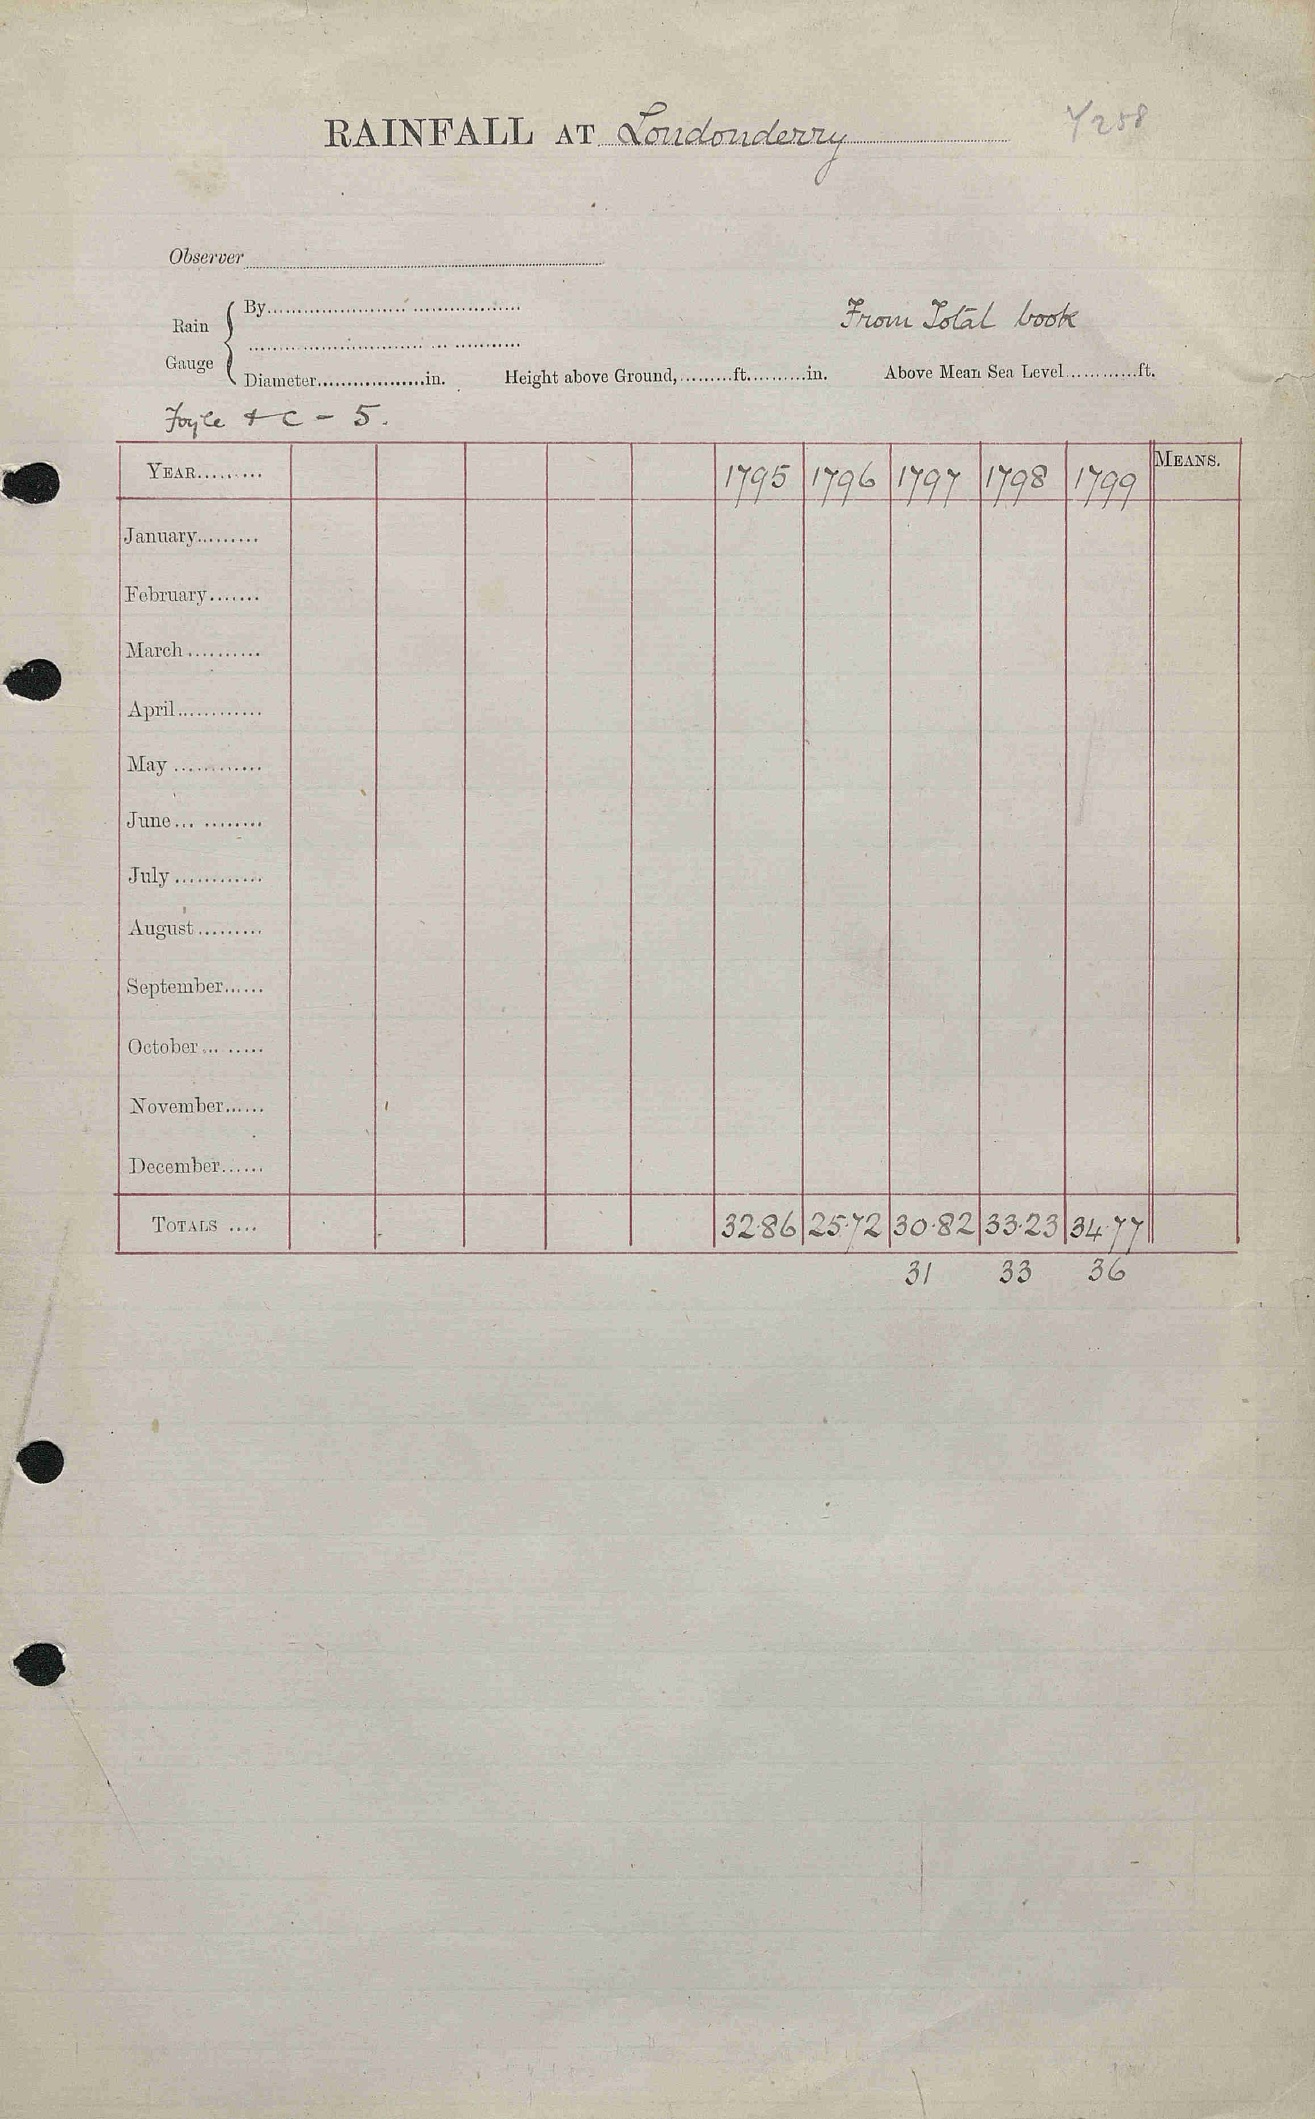 RAINFALL AT Londonderry
Y258
Observer
Rain Gauge { By
From Total book
Diameter..................in. Height above Ground,.........ft..........in. Above Mean Sea Level............ft.
Foyle & C - 5.
YEAR......... 1795 1796 1797 1798 1799 MEANS.
January.........
February.......
March..........
April............
May............
June... ........
July............
August.........
September......
October... ......
November......
December......
TOTALS .... 32.86 25.72 30.82 33.23 34.77
31 33 36